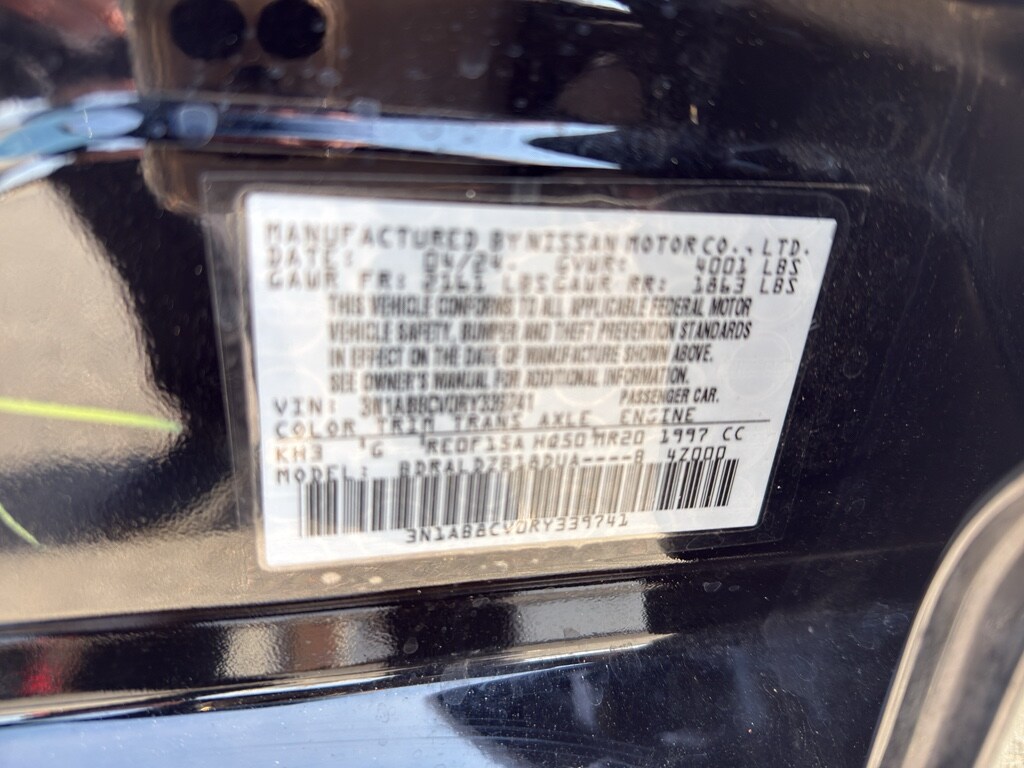 MANUFACTURED BY NISSAN MOTOR CO., LTD.
DATE: 04/24. GVWR: 4001 LBS
GAWR FR: 2161 LBS GAWR RR: 1863 LBS
THIS VEHICLE CONFORMS TO ALL APPLICABLE FEDERAL MOTOR
VEHICLE SAFETY, BUMPER AND THEFT PREVENTION STANDARDS
IN EFFECT ON THE DATE OF MANUFACTURE SHOWN ABOVE.
SEE OWNER'S MANUAL FOR ADDITIONAL INFORMATION.
VIN: 3N1AB8CV0RY339741 PASSENGER CAR.
COLOR TRIM TRANS AXLE ENGINE
KH3 G RE0F15A HQ50 MR20 1997 CC
MODEL: 4Z000
3N1AB8CV0RY339741